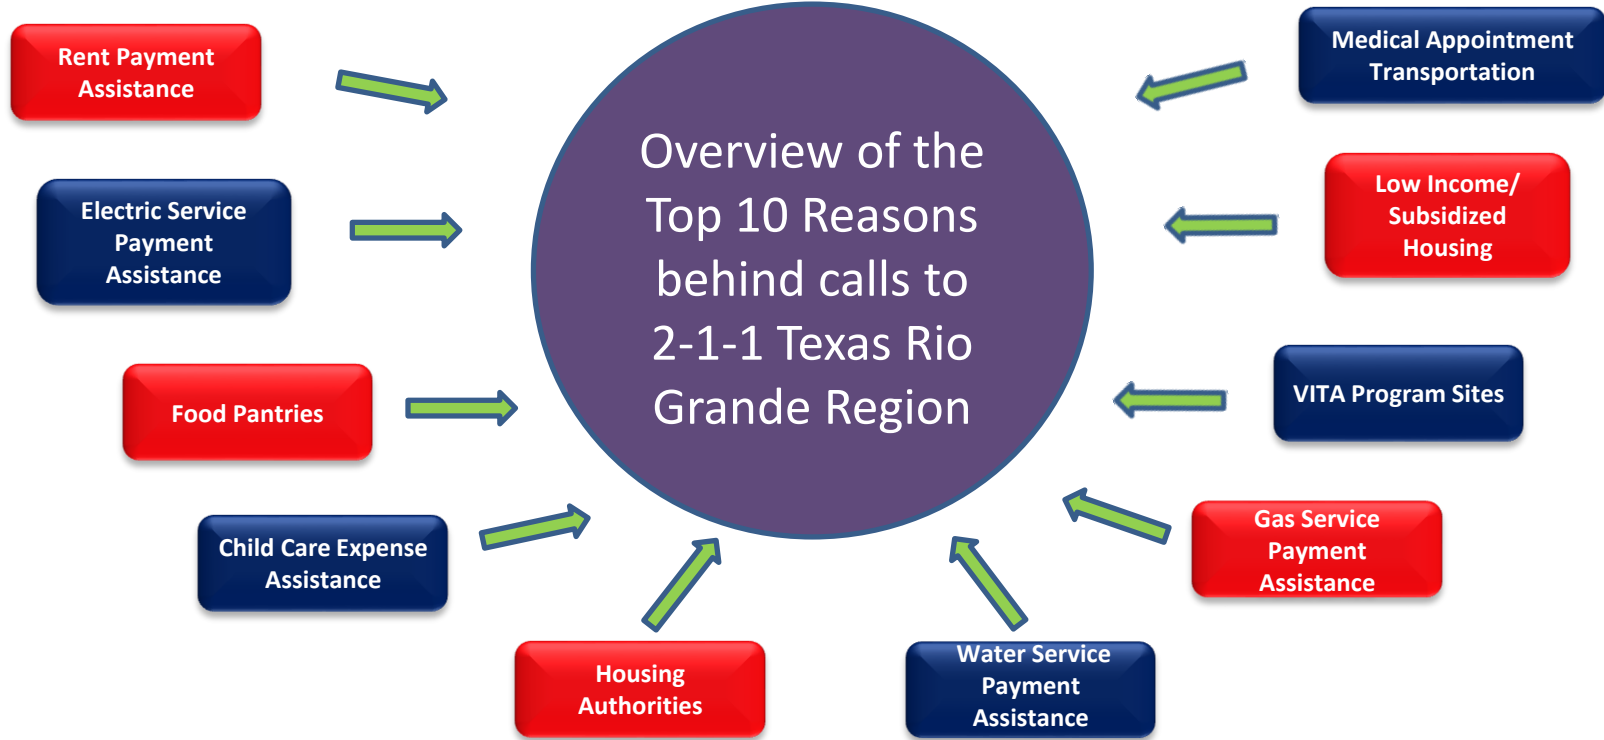 Rent Payment
Assistance
Electric Service
Payment
Assistance
Food Pantries
Child Care Expense
Assistance
Housing
Authorities
Overview of the
Top 10 Reasons
behind calls to
2-1-1 Texas Rio
Grande Region
Water Service
Payment
Assistance
Gas Service
Payment
Assistance
VITA Program Sites
Low Income/
Subsidized
Housing
Medical Appointment
Transportation